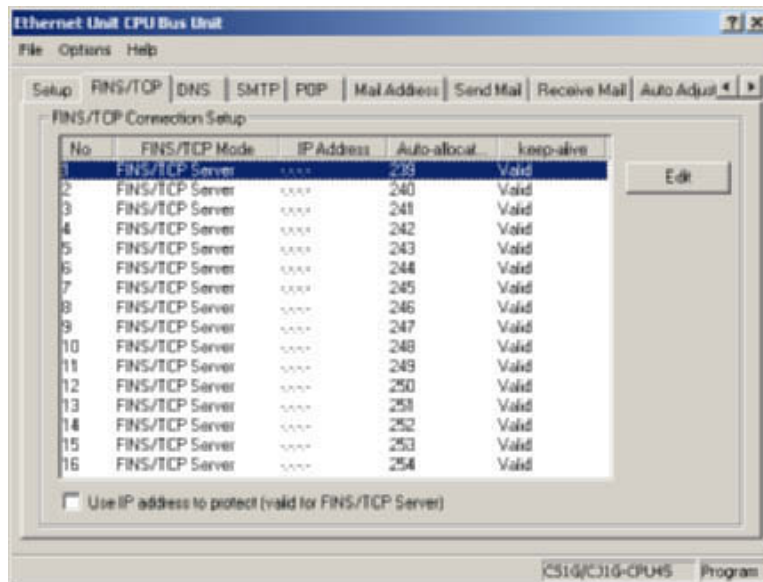 Ethernet Unit CPU Bus Unit
File Options Help
Setup FINS/TCP DNS SMTP POP Mail Address Send Mail Receive Mail Auto Adjust
FINS/TCP Connection Setup
No FINS/TCP Mode IP Address Auto-allocat... keep-alive
1 FINS/TCP Server -.-.-.- 239 Valid
2 FINS/TCP Server -.-.-.- 240 Valid
3 FINS/TCP Server -.-.-.- 241 Valid
4 FINS/TCP Server -.-.-.- 242 Valid
5 FINS/TCP Server -.-.-.- 243 Valid
6 FINS/TCP Server -.-.-.- 244 Valid
7 FINS/TCP Server -.-.-.- 245 Valid
8 FINS/TCP Server -.-.-.- 246 Valid
9 FINS/TCP Server -.-.-.- 247 Valid
10 FINS/TCP Server -.-.-.- 248 Valid
11 FINS/TCP Server -.-.-.- 249 Valid
12 FINS/TCP Server -.-.-.- 250 Valid
13 FINS/TCP Server -.-.-.- 251 Valid
14 FINS/TCP Server -.-.-.- 252 Valid
15 FINS/TCP Server -.-.-.- 253 Valid
16 FINS/TCP Server -.-.-.- 254 Valid
Edit
Use IP address to protect (valid for FINS/TCP Server)
CS1G/CJ1G-CPU45 Program